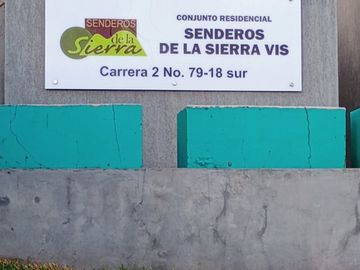 SENDEROS
de la
Sierra
CONJUNTO RESIDENCIAL
SENDEROS
DE LA SIERRA VIS
Carrera 2 No. 79-18 sur